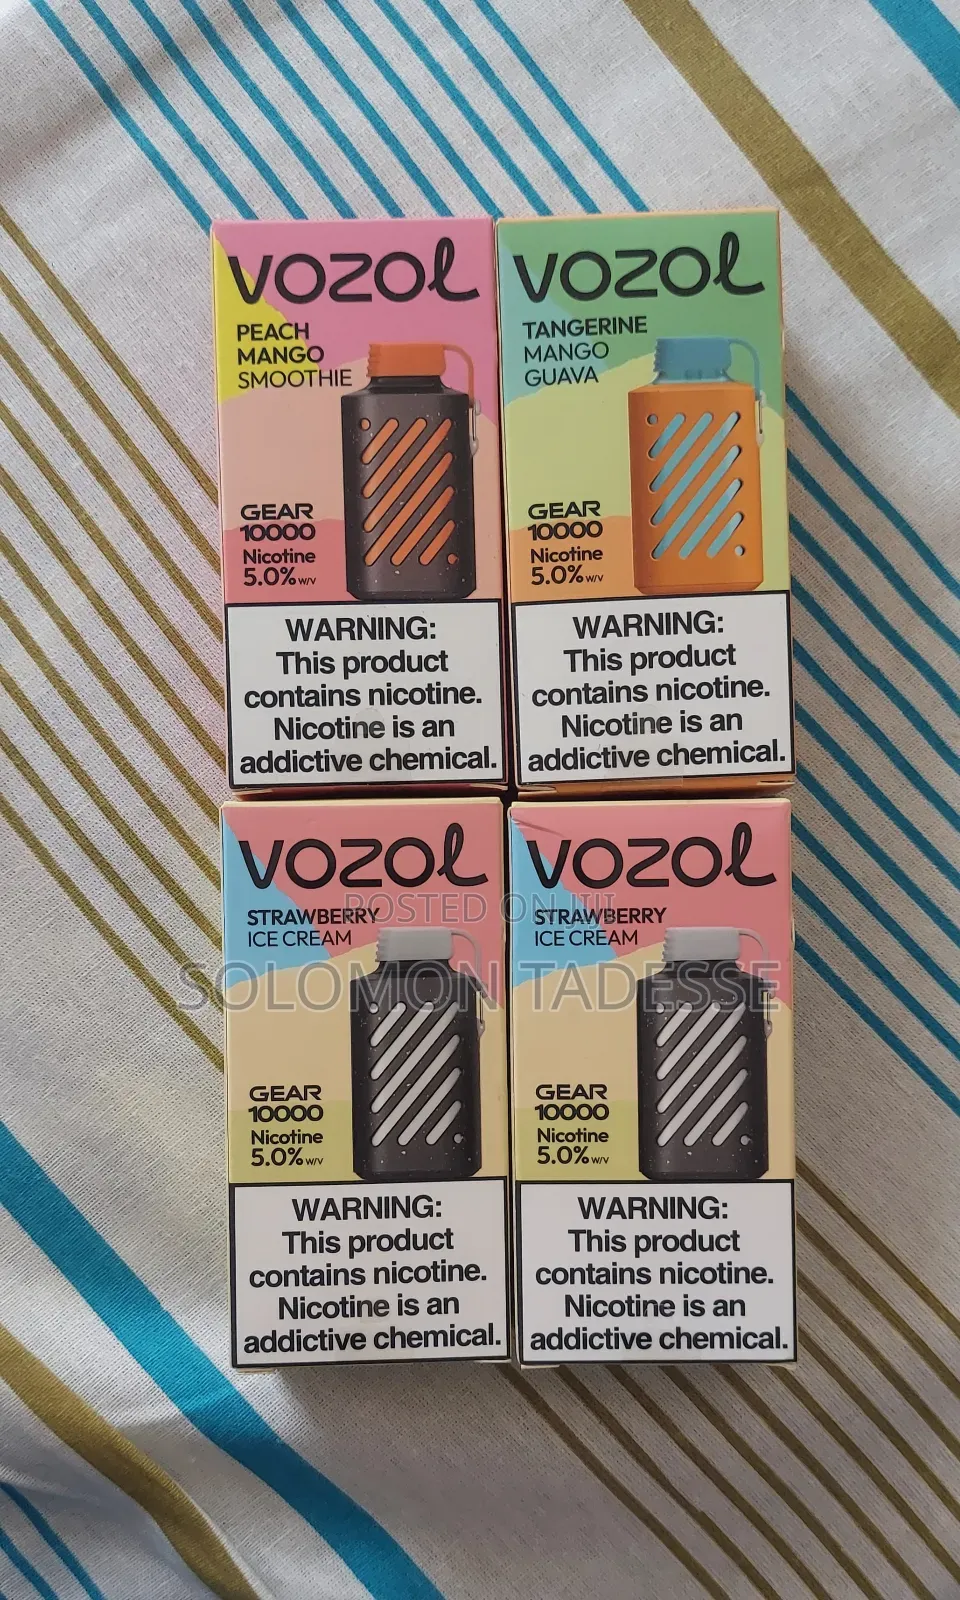 VOZOL
PEACH
MANGO
SMOOTHIE
GEAR
10000
Nicotine
5.0% w/v
WARNING:
This product
contains nicotine.
Nicotine is an
addictive chemical.
VOZOL
TANGERINE
MANGO
GUAVA
GEAR
10000
Nicotine
5.0% w/v
WARNING:
This product
contains nicotine.
Nicotine is an
addictive chemical.
VOZOL
STRAWBERRY
ICE CREAM
GEAR
10000
Nicotine
5.0% w/v
WARNING:
This product
contains nicotine.
Nicotine is an
addictive chemical.
VOZOL
STRAWBERRY
ICE CREAM
GEAR
10000
Nicotine
5.0% w/v
WARNING:
This product
contains nicotine.
Nicotine is an
addictive chemical.
POSTED ON JIJI
SOLOMON TADESSE